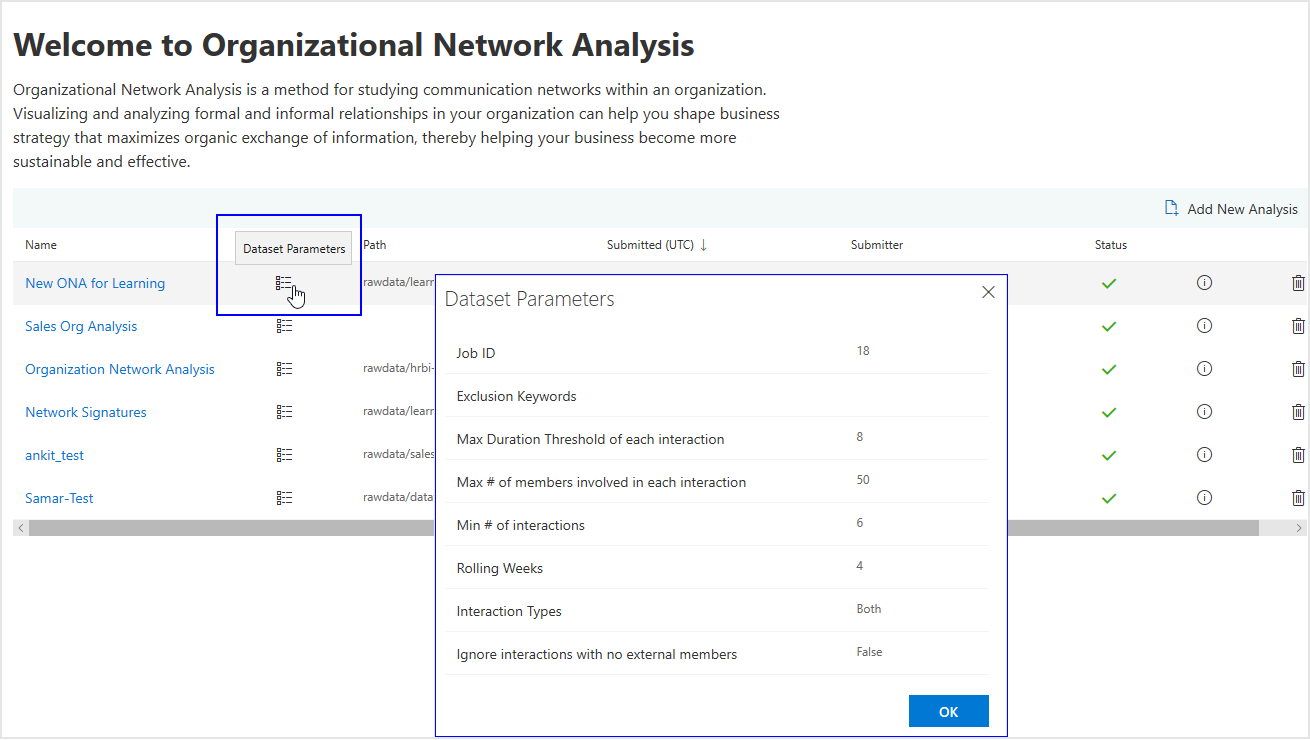 Welcome to Organizational Network Analysis
Organizational Network Analysis is a method for studying communication networks within an organization.
Visualizing and analyzing formal and informal relationships in your organization can help you shape business
strategy that maximizes organic exchange of information, thereby helping your business become more
sustainable and effective.
Add New Analysis
Name Dataset Parameters Path Submitted (UTC) ↓ Submitter Status
New ONA for Learning rawdata/learn
Sales Org Analysis
Organization Network Analysis rawdata/hrbi-
Network Signatures rawdata/learn
ankit_test rawdata/sales
Samar-Test rawdata/data
Dataset Parameters
Job ID 18
Exclusion Keywords
Max Duration Threshold of each interaction 8
Max # of members involved in each interaction 50
Min # of interactions 6
Rolling Weeks 4
Interaction Types Both
Ignore interactions with no external members False
OK